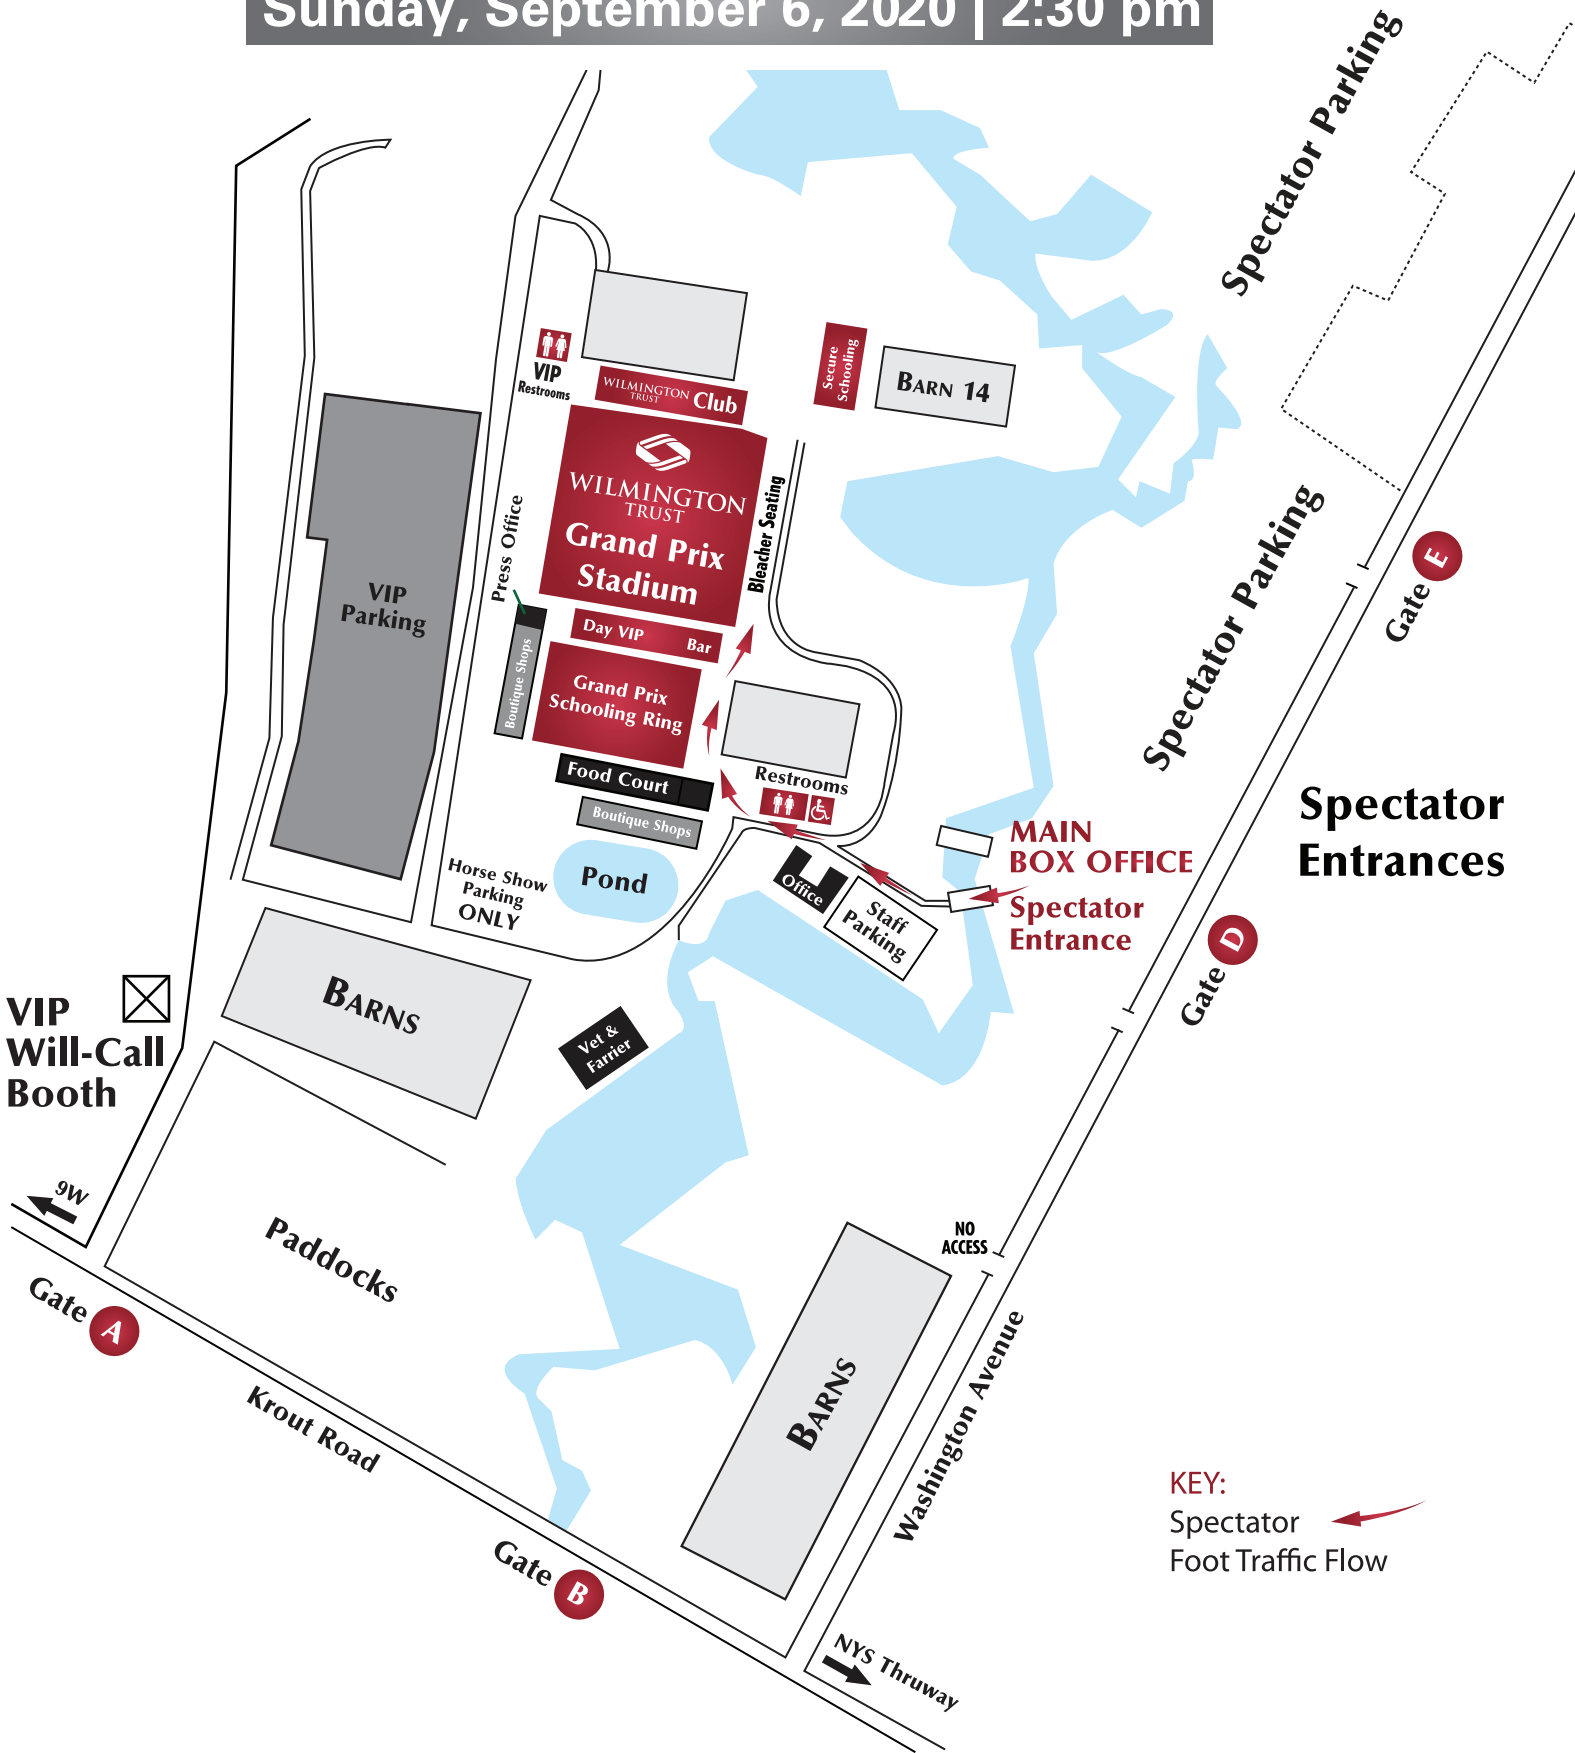 Sunday, September 6, 2020 | 2:30 pm
Spectator Parking
VIP
Restrooms
WILMINGTON
TRUST
Club
Secure
Schooling
BARN 14
WILMINGTON
TRUST
Grand Prix
Stadium
Bleacher Seating
Press Office
VIP
Parking
Day VIP
Bar
Boutique Shops
Grand Prix
Schooling Ring
Food Court
Boutique Shops
Restrooms
Spectator Parking
Gate E
Spectator
Entrances
MAIN
BOX OFFICE
Spectator
Entrance
Office
Staff
Parking
Pond
Horse Show
Parking
ONLY
Gate D
BARNS
VIP
Will-Call
Booth
Vet &
Farrier
9W
Paddocks
NO
ACCESS
Gate A
Krout Road
BARNS
Washington Avenue
Gate B
KEY:
Spectator
Foot Traffic Flow
NYS Thruway